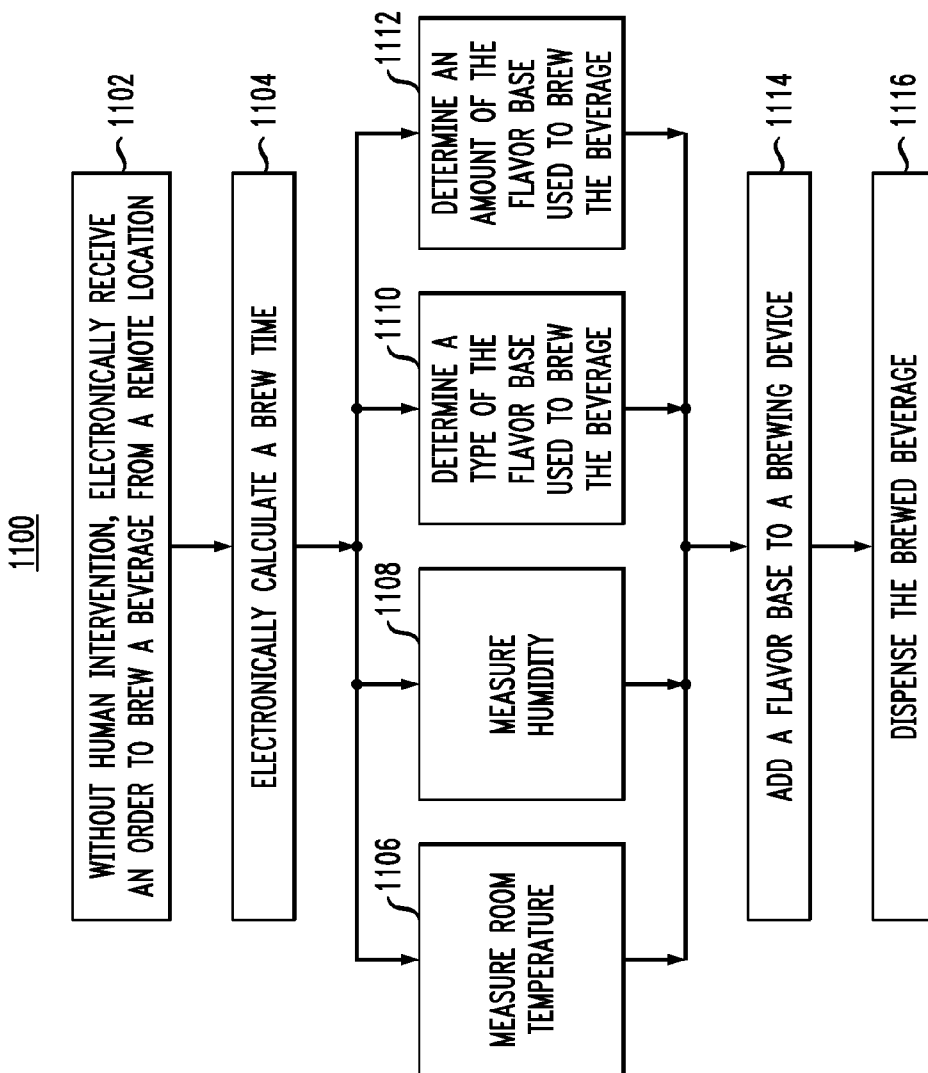 1100
WITHOUT HUMAN INTERVENTION, ELECTRONICALLY RECEIVE
AN ORDER TO BREW A BEVERAGE FROM A REMOTE LOCATION
1102
ELECTRONICALLY CALCULATE A BREW TIME
1104
MEASURE ROOM
TEMPERATURE
1106
MEASURE
HUMIDITY
1108
DETERMINE A
TYPE OF THE
FLAVOR BASE
USED TO BREW
THE BEVERAGE
1110
DETERMINE AN
AMOUNT OF THE
FLAVOR BASE
USED TO BREW
THE BEVERAGE
1112
ADD A FLAVOR BASE TO A BREWING DEVICE
1114
DISPENSE THE BREWED BEVERAGE
1116